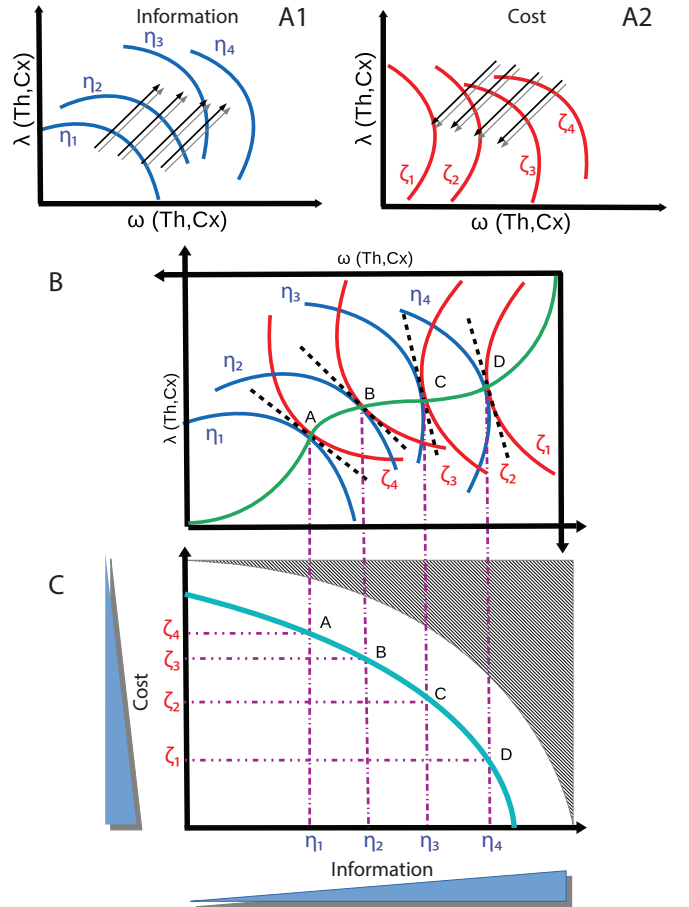 Information A1
η₃ η₄
η₂
η₁
λ (Th,Cx)
ω (Th,Cx)
Cost A2
ζ₁ ζ₂ ζ₃ ζ₄
λ (Th,Cx)
ω (Th,Cx)
B
ω (Th,Cx)
η₃ η₄
η₂
η₁
λ (Th,Cx)
A B C D
ζ₄ ζ₃ ζ₂ ζ₁
C
Cost
ζ₄
ζ₃
ζ₂
ζ₁
A
B
C
D
η₁ η₂ η₃ η₄
Information